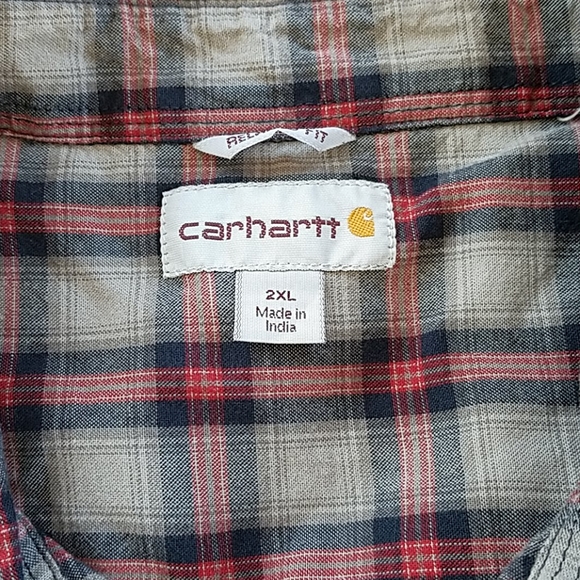 FIT
carhartt
2XL
Made in
India